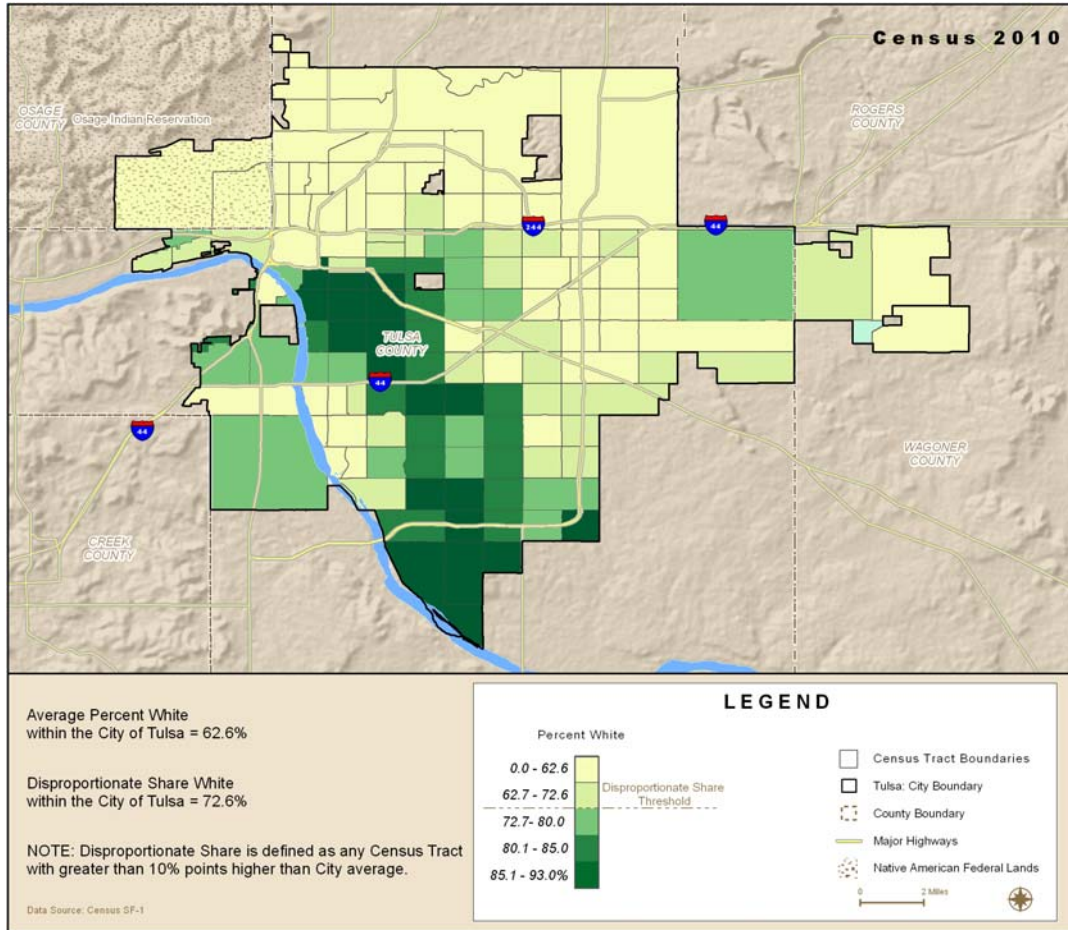 Census 2010
OSAGE
COUNTY
Osage Indian Reservation
ROGERS
COUNTY
244
44
TULSA
COUNTY
44
44
WAGONER
COUNTY
CREEK
COUNTY
Average Percent White
within the City of Tulsa = 62.6%
Disproportionate Share White
within the City of Tulsa = 72.6%
NOTE: Disproportionate Share is defined as any Census Tract
with greater than 10% points higher than City average.
Data Source: Census SF-1
LEGEND
Percent White
0.0 - 62.6
62.7 - 72.6
72.7- 80.0
80.1 - 85.0
85.1 - 93.0%
Disproportionate Share
Threshold
Census Tract Boundaries
Tulsa: City Boundary
County Boundary
Major Highways
Native American Federal Lands
0 2 Miles